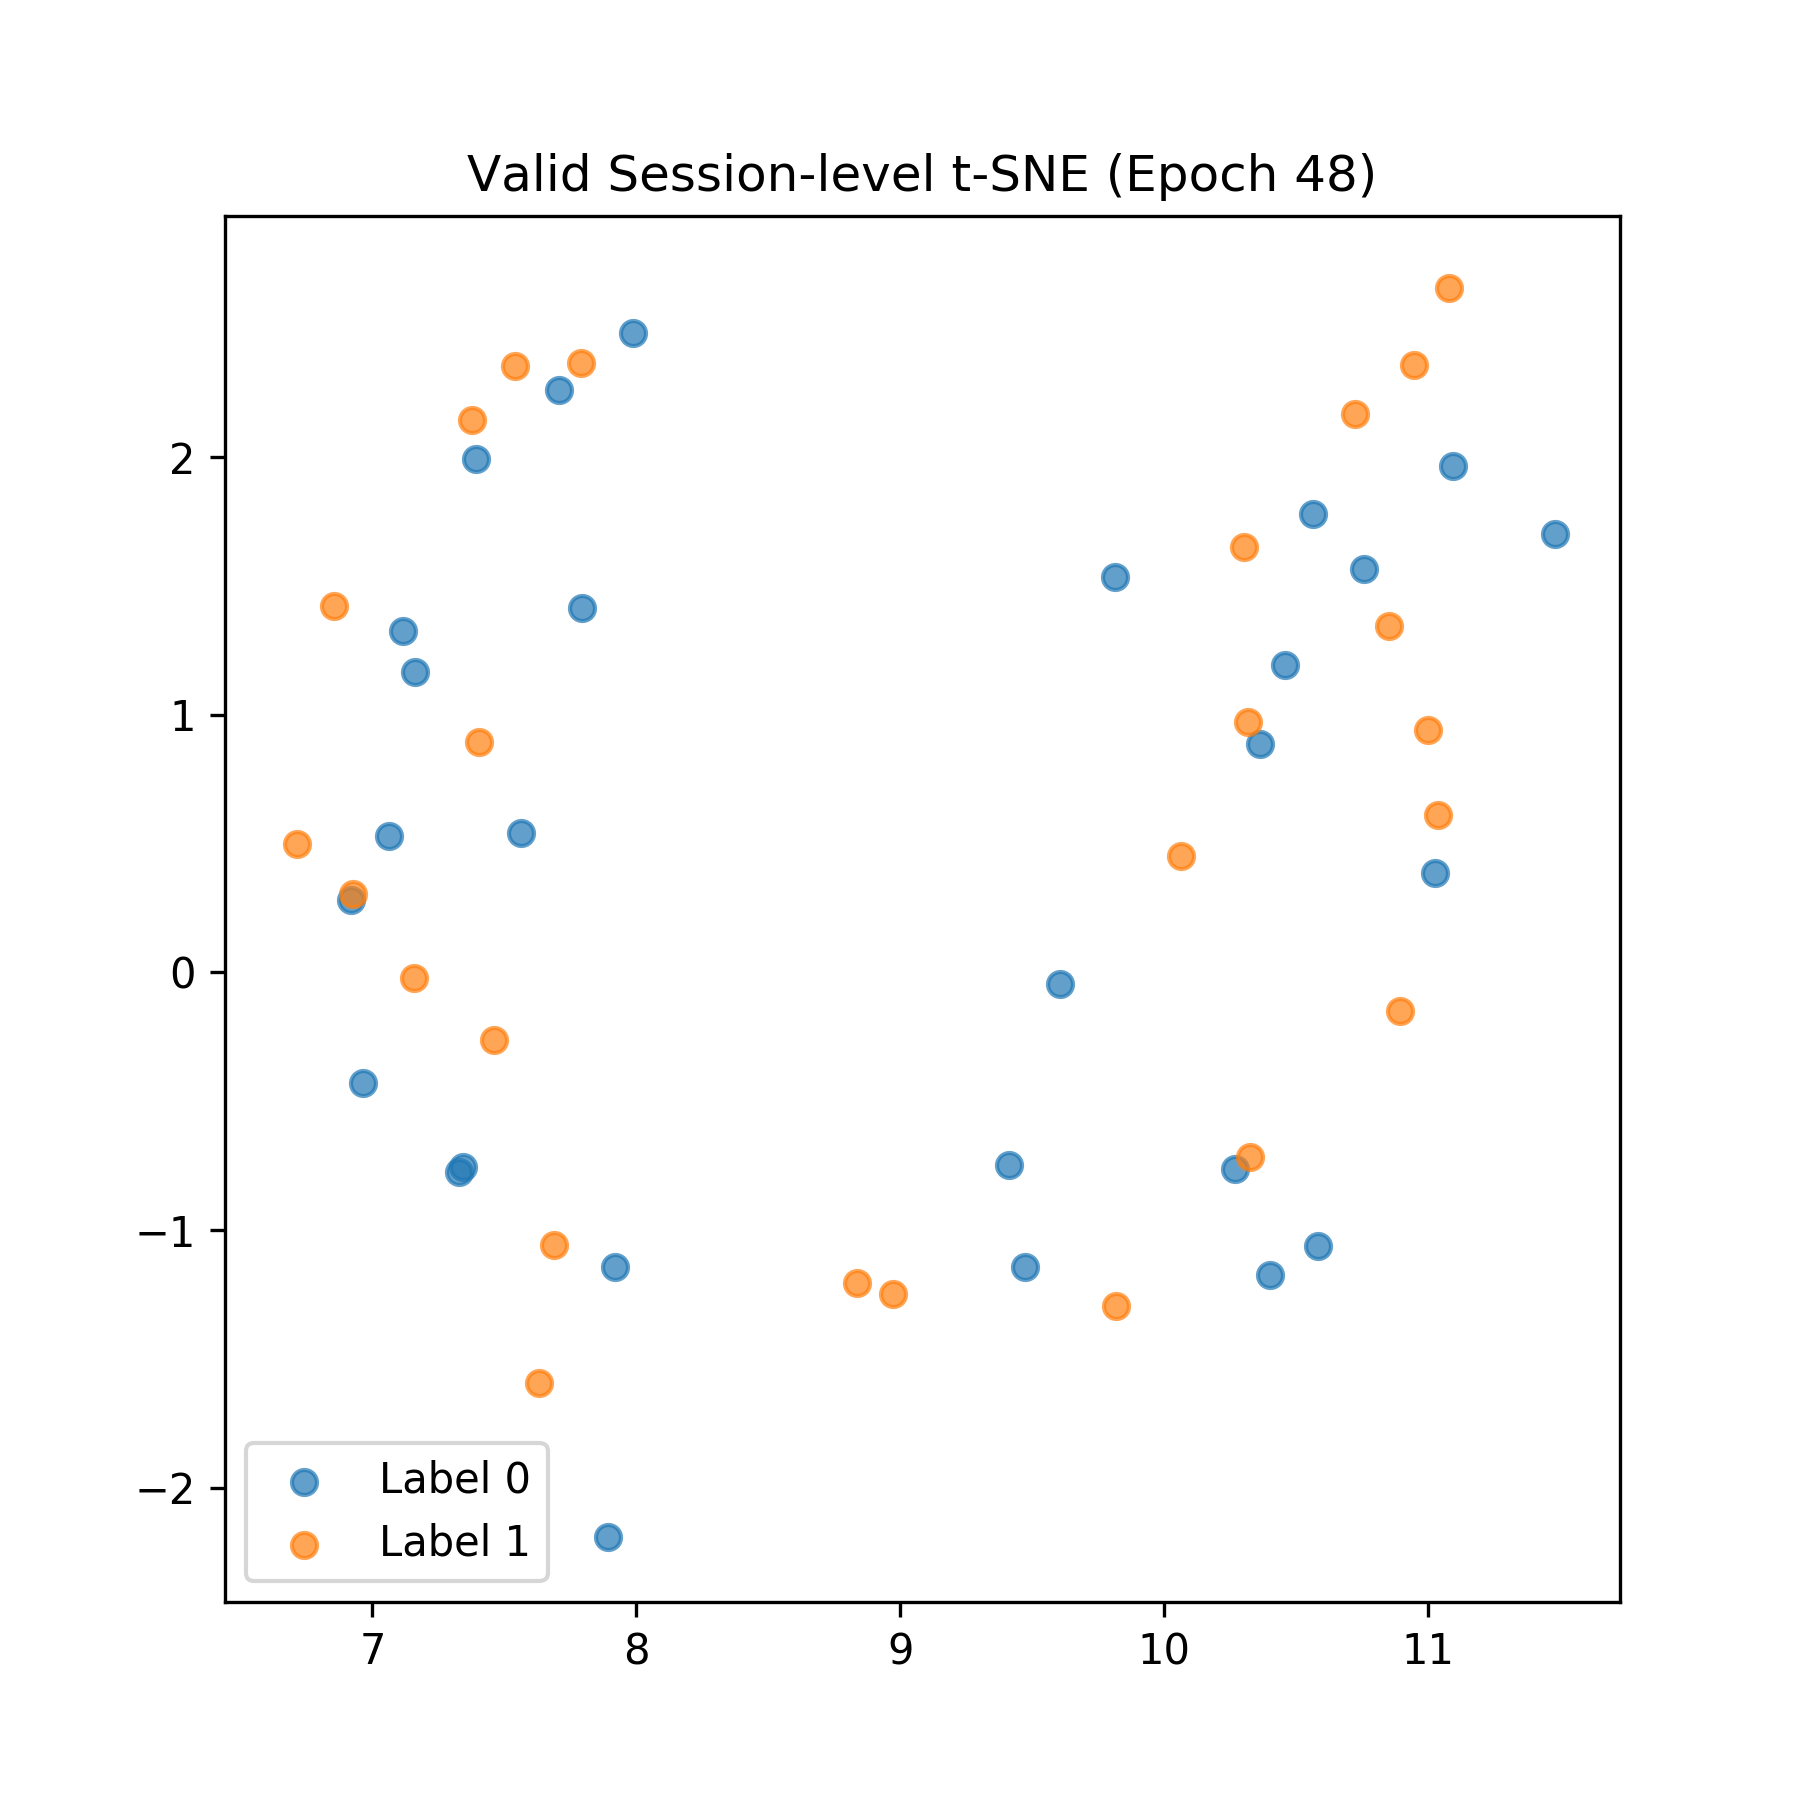 Valid Session-level t-SNE (Epoch 48)
2
1
0
−1
−2
Label 0
Label 1
7 8 9 10 11